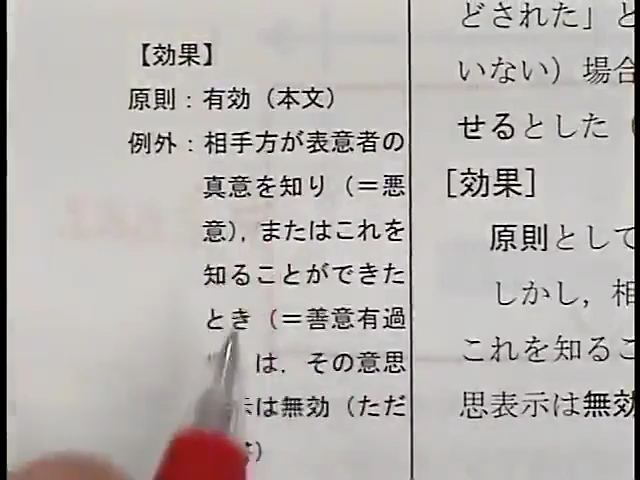 【効果】
原則：有効（本文）
例外：相手方が表意者の
真意を知り（＝悪
意），またはこれを
知ることができた
とき（＝善意有過
は，その意思
は無効（ただ
）
どされた」と
いない）場合
せるとした（
［効果］
原則として
しかし，相
これを知るこ
思表示は無効